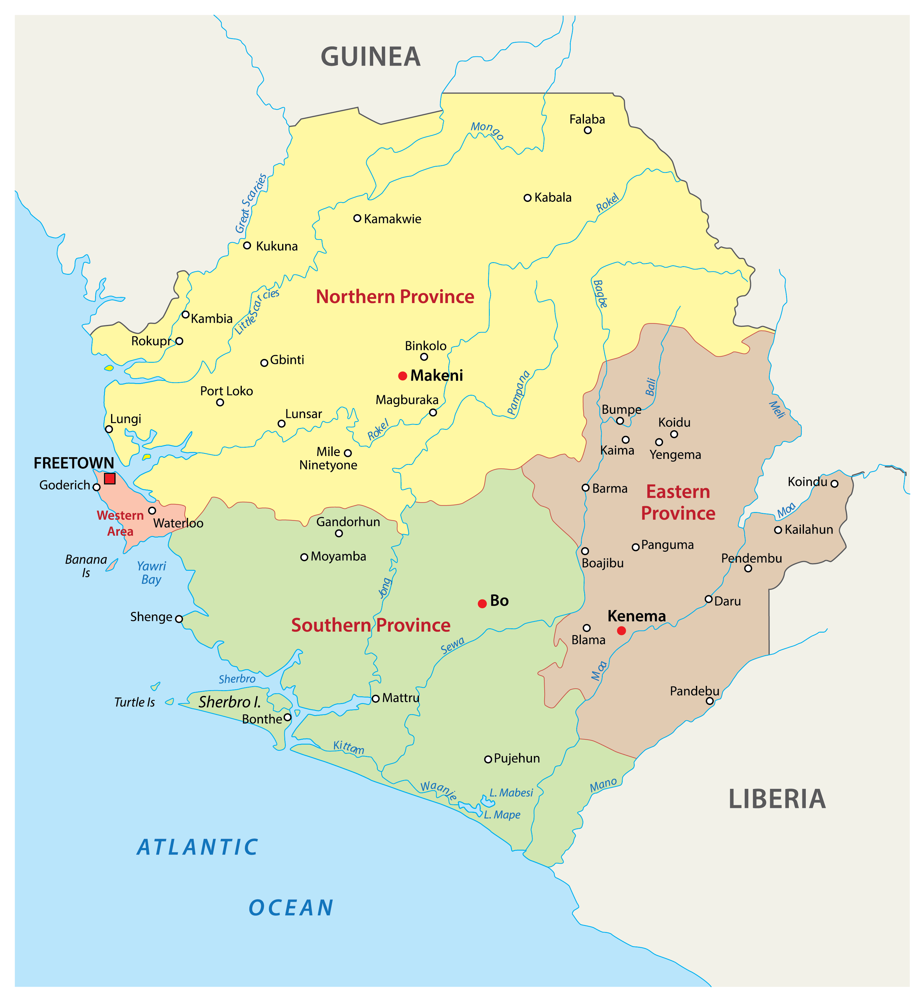 GUINEA
Falaba
Mongo
Great Scarcies
Kabala
Rokel
Kamakwie
Kukuna
Bagbe
Little Scarcies
Northern Province
Kambia
Rokupr
Binkolo
Gbinti
Makeni
Pampana
Bali
Port Loko
Magburaka
Meli
Lungi
Lunsar
Rokel
Bumpe
Koidu
Kaima
Yengema
Mile
Ninetyone
FREETOWN
Goderich
Koindu
Barma
Eastern
Province
Moa
Western
Area
Waterloo
Gandorhun
Kailahun
Panguma
Moyamba
Boajibu
Pendembu
Banana
Is
Yawri
Bay
Jong
Bo
Daru
Shenge
Southern Province
Kenema
Blama
Sewa
Moa
Sherbro
Turtle Is
Sherbro I.
Mattru
Pandebu
Bonthe
Kittam
Pujehun
Waanje
L. Mabesi
Mano
L. Mape
LIBERIA
ATLANTIC
OCEAN